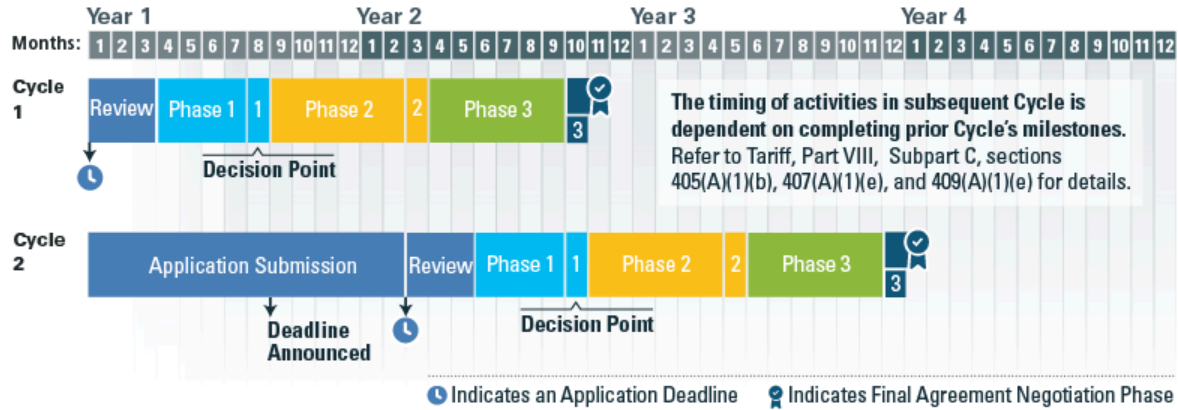 Year 1 Year 2 Year 3 Year 4
Months: 1 2 3 4 5 6 7 8 9 10 11 12 1 2 3 4 5 6 7 8 9 10 11 12 1 2 3 4 5 6 7 8 9 10 11 12 1 2 3 4 5 6 7 8 9 10 11 12
Cycle
1
Review Phase 1 1 Phase 2 2 Phase 3 3
Decision Point
The timing of activities in subsequent Cycle is
dependent on completing prior Cycle's milestones.
Refer to Tariff, Part VIII, Subpart C, sections
405(A)(1)(b), 407(A)(1)(e), and 409(A)(1)(e) for details.
Cycle
2
Application Submission Review Phase 1 1 Phase 2 2 Phase 3 3
Deadline
Announced
Decision Point
Indicates an Application Deadline Indicates Final Agreement Negotiation Phase